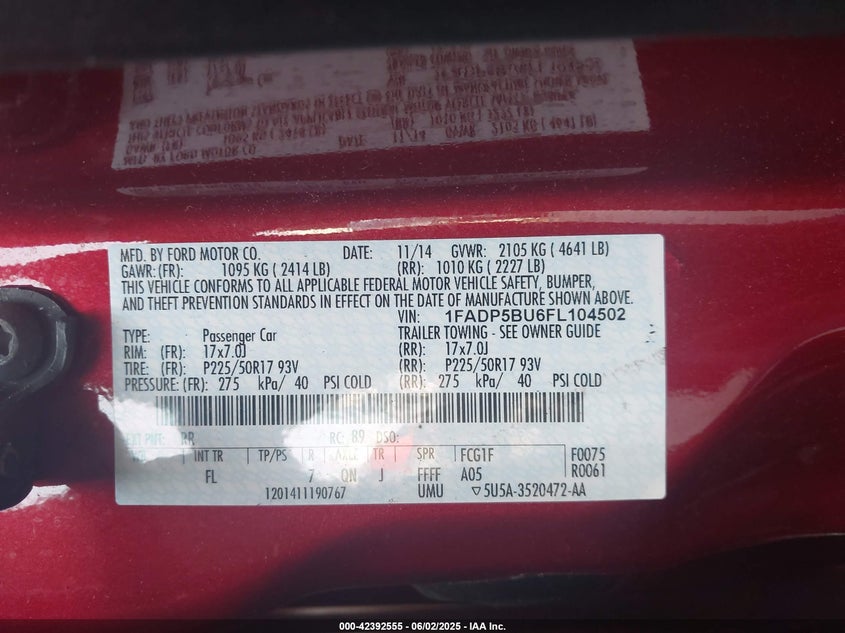 MFD. BY FORD MOTOR CO. DATE: 11/14 GVWR: 2105 KG ( 4641 LB)
GAWR:(FR): 1095 KG ( 2414 LB) (RR): 1010 KG ( 2227 LB)
THIS VEHICLE CONFORMS TO ALL APPLICABLE FEDERAL MOTOR VEHICLE SAFETY, BUMPER,
AND THEFT PREVENTION STANDARDS IN EFFECT ON THE DATE OF MANUFACTURE SHOWN ABOVE.
VIN: 1FADP5BU6FL104502
TYPE: Passenger Car TRAILER TOWING - SEE OWNER GUIDE
RIM: (FR): 17x7.0J (RR): 17x7.0J
TIRE: (FR): P225/50R17 93V (RR): P225/50R17 93V
PRESSURE: (FR): 275 kPa/ 40 PSI COLD (RR): 275 kPa/ 40 PSI COLD
EXT PNT: RR RC: 89 DSO:
INT TR TP/PS R AXLE TR SPR FCG1F F0075
FL 7 QN J FFFF A05 R0061
1201411190767 UMU ▽5U5A-3520472-AA
000-42392555 - 06/02/2025 - IAA Inc.